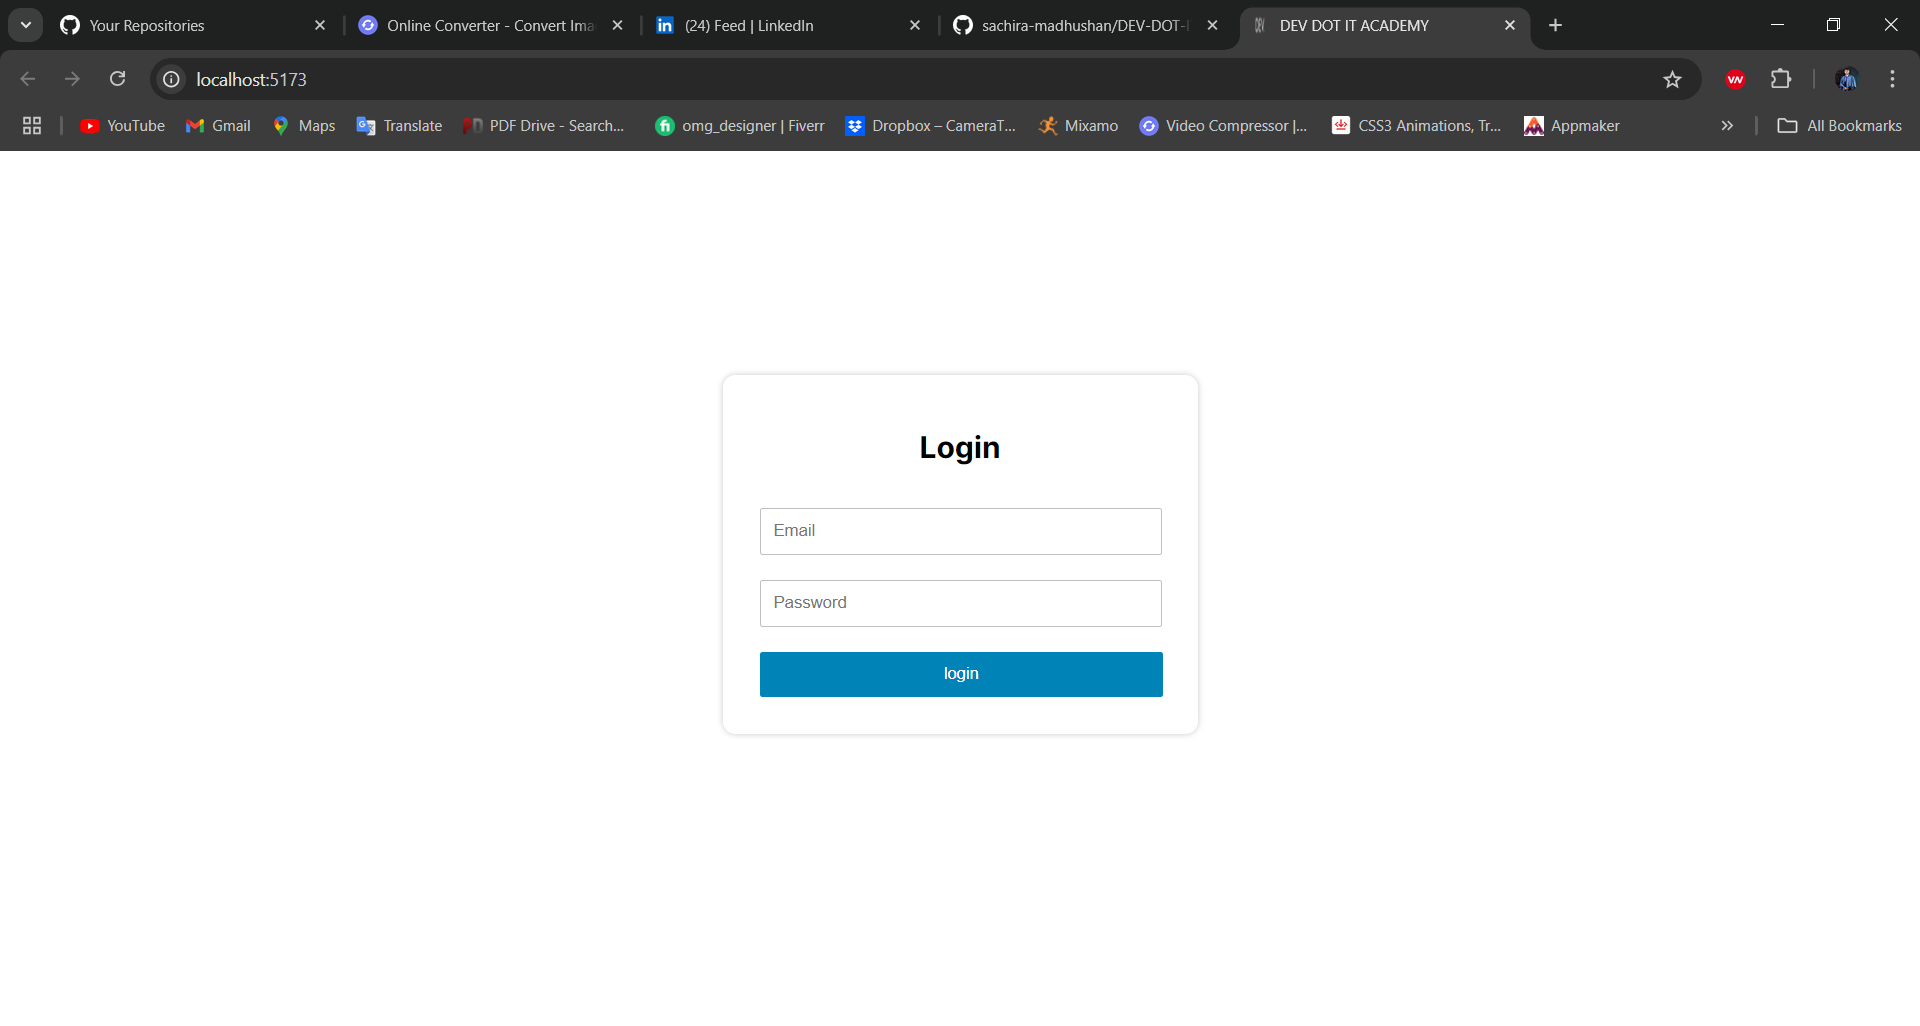 Your Repositories
Online Converter - Convert Ima
(24) Feed | LinkedIn
sachira-madhushan/DEV-DOT-
DEV DOT IT ACADEMY
localhost:5173
YouTube
Gmail
Maps
Translate
PDF Drive - Search...
omg_designer | Fiverr
Dropbox – CameraT...
Mixamo
Video Compressor |...
CSS3 Animations, Tr...
Appmaker
All Bookmarks
Login
Email
Password
login